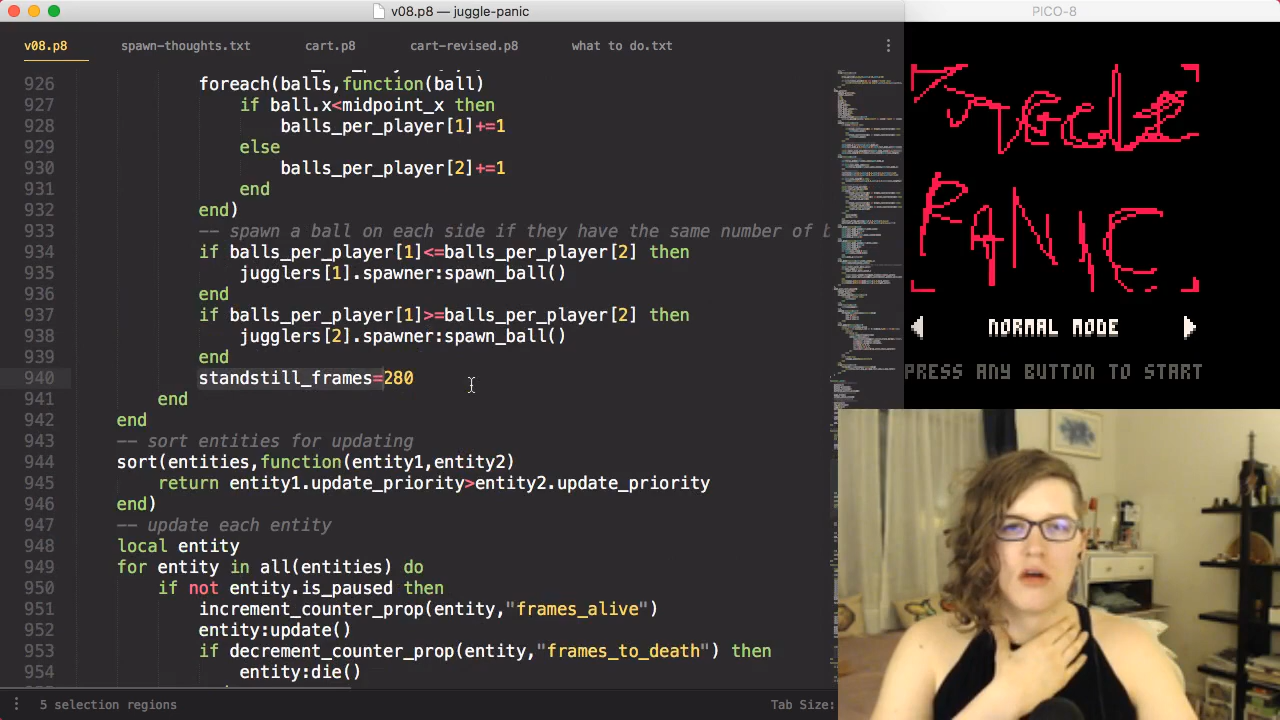 v08.p8 — juggle-panic
PICO-8
v08.p8
spawn-thoughts.txt
cart.p8
cart-revised.p8
what to do.txt
926 foreach(balls,function(ball)
927 if ball.x<midpoint_x then
928 balls_per_player[1]+=1
929 else
930 balls_per_player[2]+=1
931 end
932 end)
933 -- spawn a ball on their side if they have the same number of b
934 if balls_per_player[1]<=balls_per_player[2] then
935 jugglers[1].spawner:spawn_ball()
936 end
937 if balls_per_player[1]>=balls_per_player[2] then
938 jugglers[2].spawner:spawn_ball()
939 end
940 standstill_frames=280
941 end
942 end
943 -- sort entities for updating
944 sort(entities,function(entity1,entity2)
945 return entity1.update_priority>entity2.update_priority
946 end)
947 -- update each entity
948 local entity
949 for entity in all(entities) do
950 if not entity.is_paused then
951 increment_counter_prop(entity,"frames_alive")
952 entity:update()
953 if decrement_counter_prop(entity,"frames_to_death") then
954 entity:die()
5 selection regions
Tab Size:
PANIC
NORMAL MODE
PRESS ANY BUTTON TO START